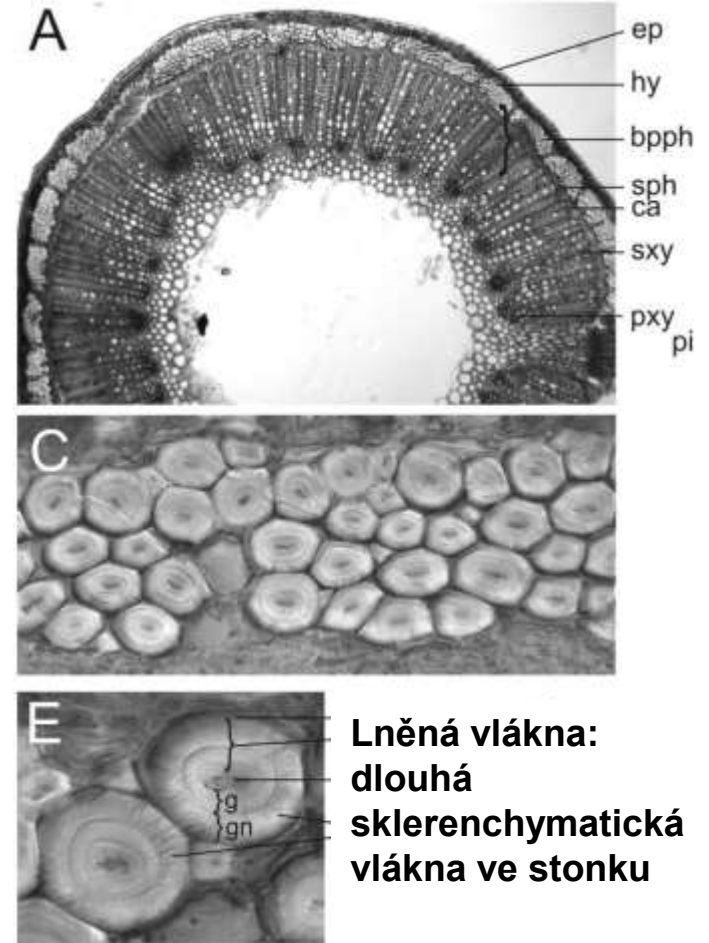 A
ep
hy
bpph
sph
ca
sxy
pxy
pi
C
E
g
gn
Lněná vlákna:
dlouhá
sklerenchymatická
vlákna ve stonku